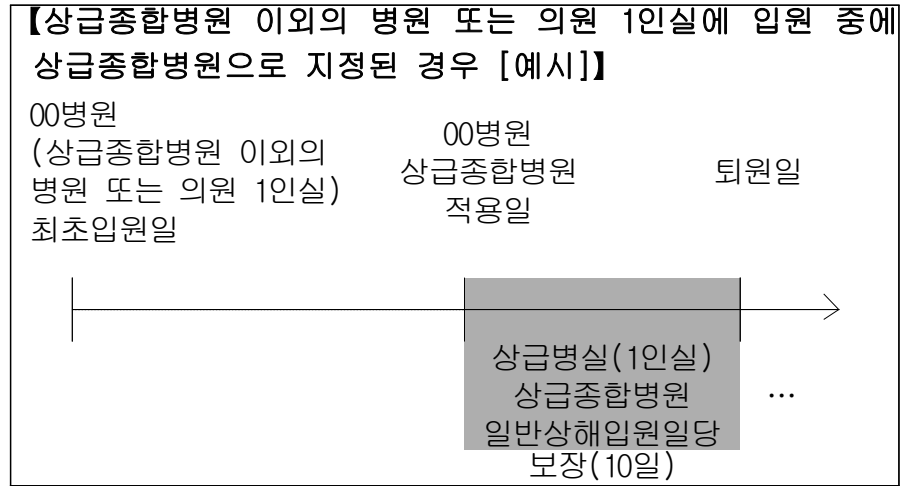 【상급종합병원 이외의 병원 또는 의원 1인실에 입원 중에
상급종합병원으로 지정된 경우 [예시]】
00병원
(상급종합병원 이외의
병원 또는 의원 1인실)
최초입원일
00병원
상급종합병원
적용일
퇴원일
상급병실(1인실)
상급종합병원
일반상해입원일당
보장(10일)
…